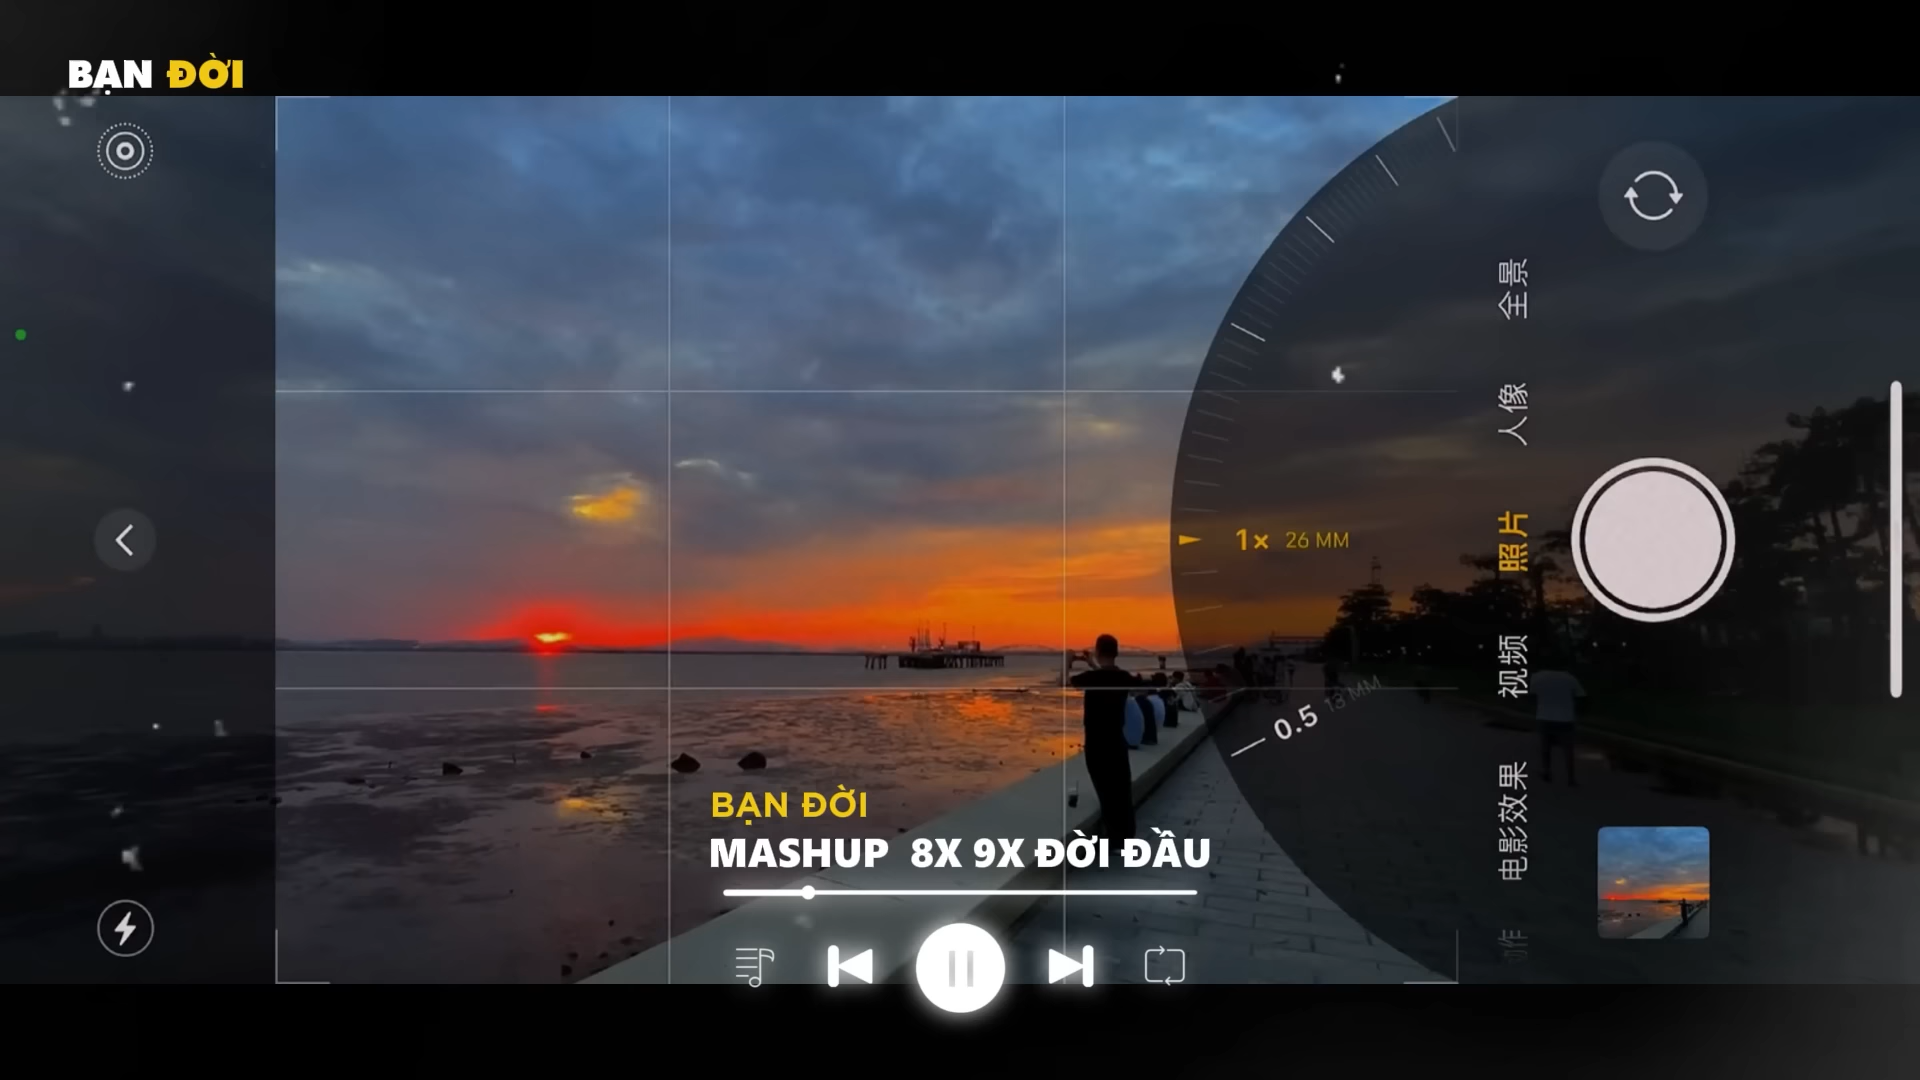 BẠN ĐỜI
全景
人像
1× 26 MM
照片
视频
0.5 13 MM
电影效果
BẠN ĐỜI
MASHUP 8X 9X ĐỜI ĐẦU